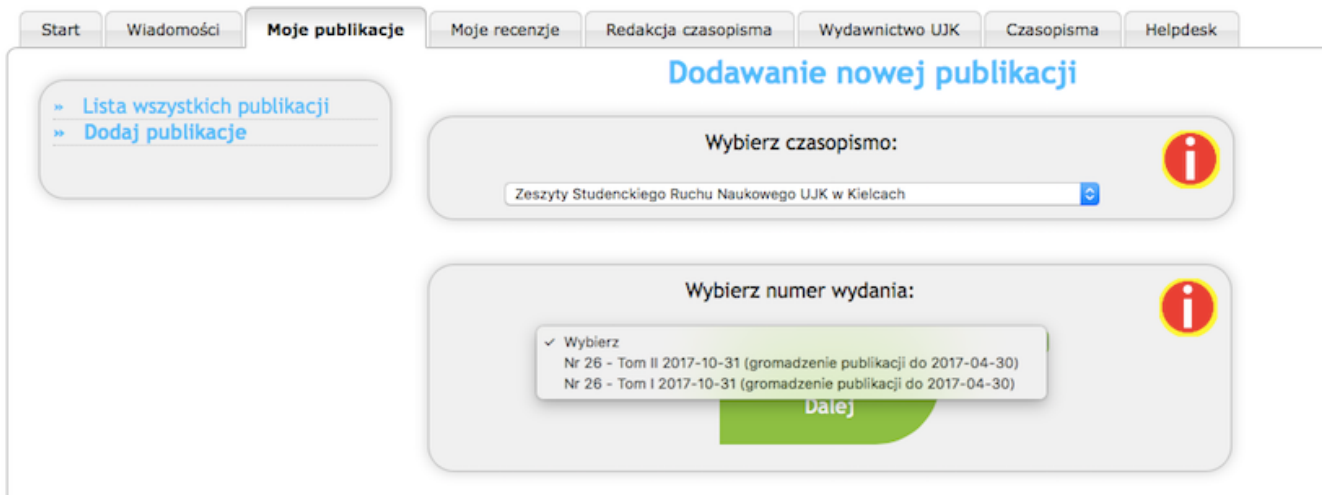 Start Wiadomości Moje publikacje Moje recenzje Redakcja czasopisma Wydawnictwo UJK Czasopisma Helpdesk
Dodawanie nowej publikacji
» Lista wszystkich publikacji
» Dodaj publikacje
Wybierz czasopismo:
Zeszyty Studenckiego Ruchu Naukowego UJK w Kielcach
Wybierz numer wydania:
✓ Wybierz
Nr 26 - Tom II 2017-10-31 (gromadzenie publikacji do 2017-04-30)
Nr 26 - Tom I 2017-10-31 (gromadzenie publikacji do 2017-04-30)
Dalej